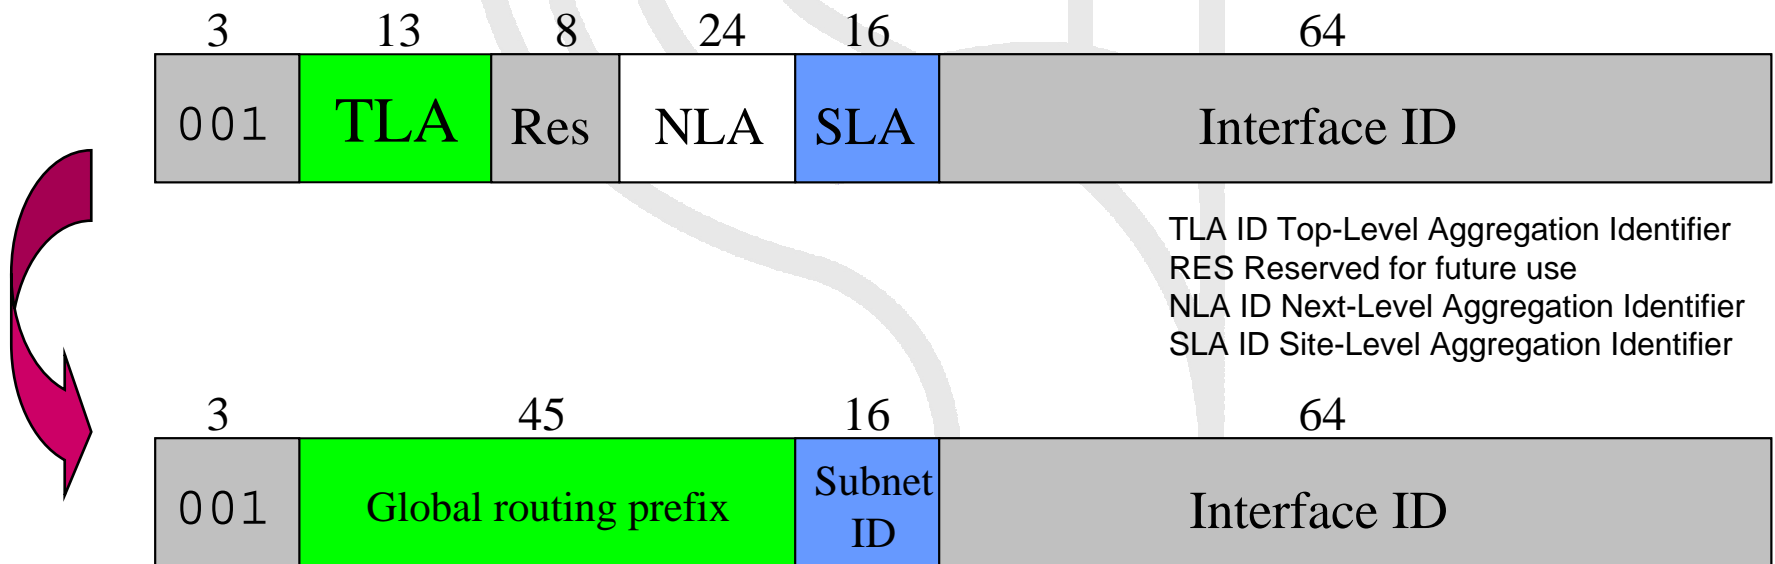 3 13 8 24 16 64
001 TLA Res NLA SLA Interface ID
TLA ID Top-Level Aggregation Identifier
RES Reserved for future use
NLA ID Next-Level Aggregation Identifier
SLA ID Site-Level Aggregation Identifier
3 45 16 64
001 Global routing prefix Subnet ID Interface ID